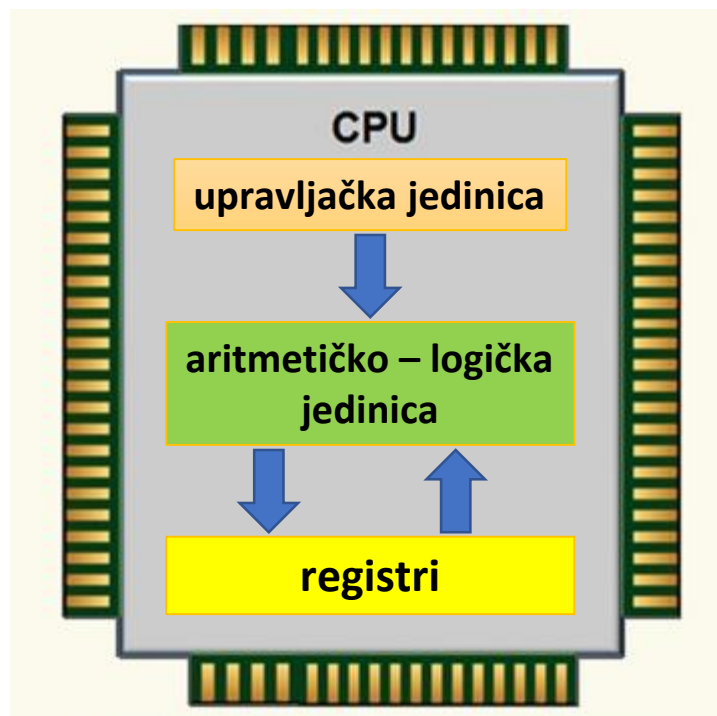 CPU
upravljačka jedinica
aritmetičko – logička
jedinica
registri